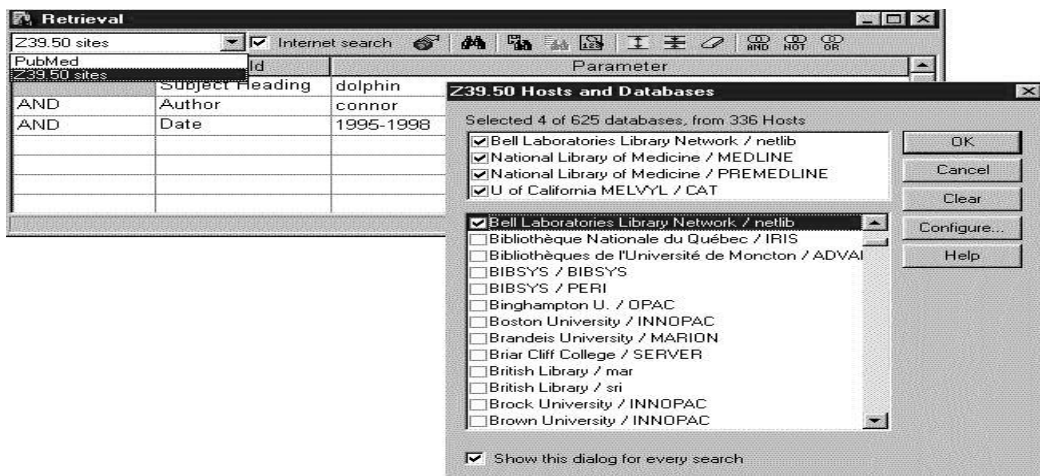 Retrieval
Z39.50 sites Internet search AND NOT OR
PubMed
Z39.50 sites
ld Parameter
Subject Heading dolphin
AND Author connor
AND Date 1995-1998
Z39.50 Hosts and Databases
Selected 4 of 625 databases, from 336 Hosts
Bell Laboratories Library Network / netlib
National Library of Medicine / MEDLINE
National Library of Medicine / PREMEDLINE
U of California MELVYL / CAT
OK
Cancel
Clear
Configure...
Help
Bell Laboratories Library Network / netlib
Bibliothèque Nationale du Québec / IRIS
Bibliothèques de l'Université de Moncton / ADVAI
BIBSYS / BIBSYS
BIBSYS / PERI
Binghampton U. / OPAC
Boston University / INNOPAC
Brandeis University / MARION
Briar Cliff College / SERVER
British Library / mar
British Library / sri
Brock University / INNOPAC
Brown University / INNOPAC
Show this dialog for every search